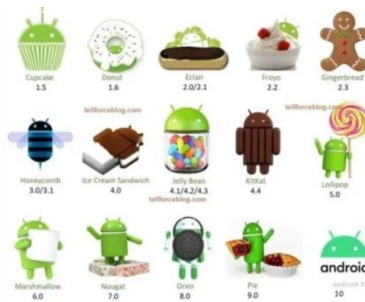 Cupcake
1.5
Donut
1.6
Eclair
2.0/2.1
Froyo
2.2
Gingerbread
2.3
tellforceblog.com
tellforceblog.com
Honeycomb
3.0/3.1
Ice Cream Sandwich
4.0
Jelly Bean
4.1/4.2/4.3
tellforceblog.com
KitKat
4.4
Lollipop
5.0
Marshmallow
6.0
Nougat
7.0
Oreo
8.0
Pie
9.0
android
10